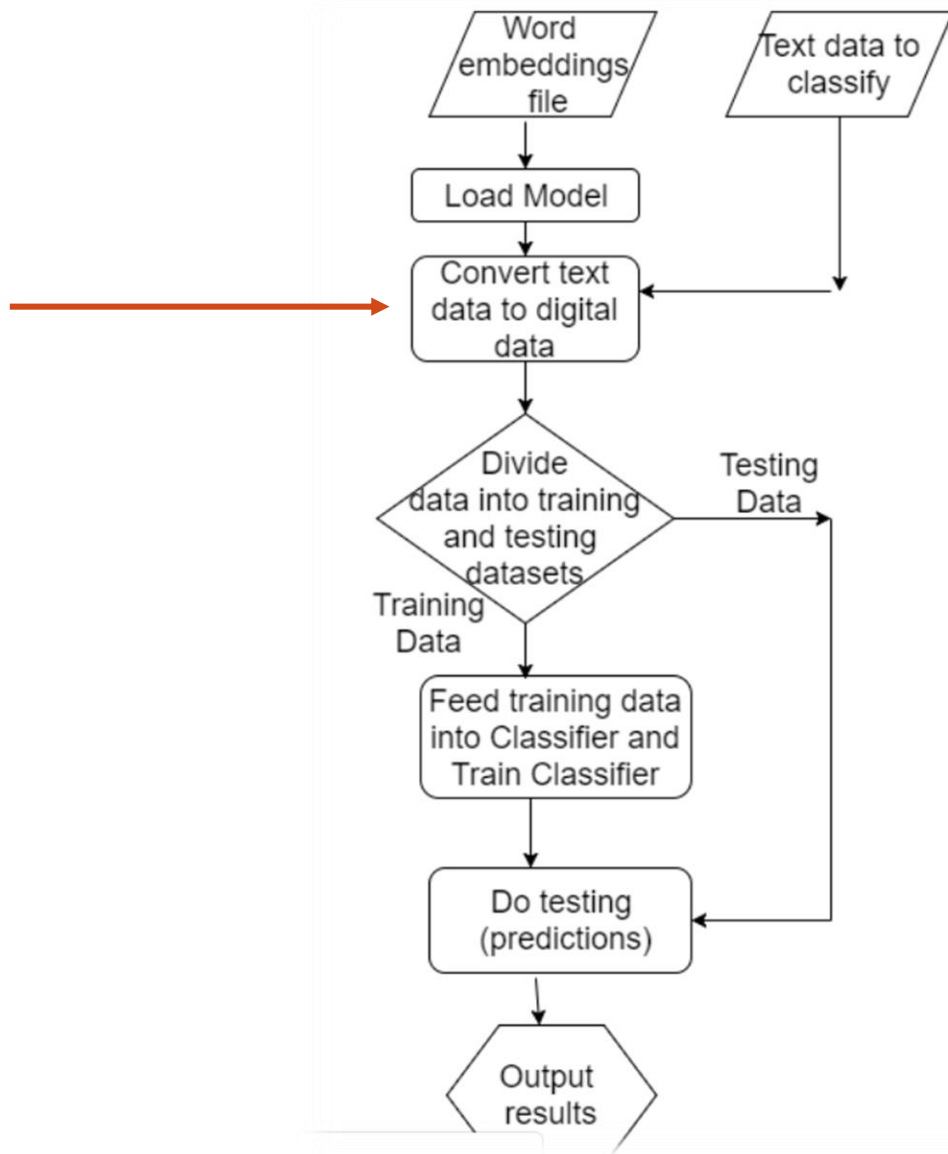 Word
embeddings
file
Text data to
classify
Load Model
Convert text
data to digital
data
Divide
data into training
and testing
datasets
Testing
Data
Training
Data
Feed training data
into Classifier and
Train Classifier
Do testing
(predictions)
Output
results